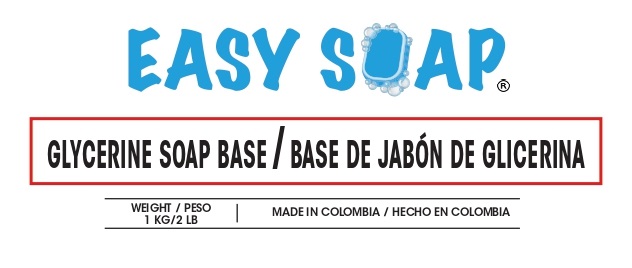 EASY SOAP®
GLYCERINE SOAP BASE / BASE DE JABÓN DE GLICERINA
WEIGHT / PESO
1 KG/2 LB
MADE IN COLOMBIA / HECHO EN COLOMBIA